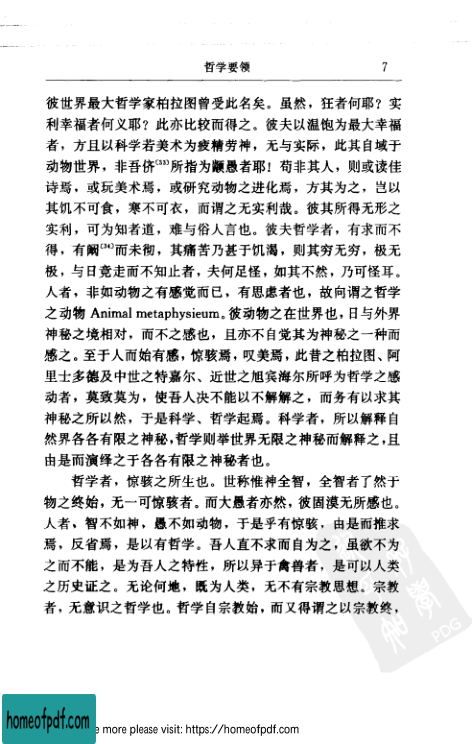 哲学要领 7
彼世界最大哲学家柏拉图曾受此名矣。虽然，狂者何耶？实
利幸福者何义耶？此亦比较而得之。彼夫以温饱为最大幸福
者，方且以科学若美术为疲精劳神，无与实际，此其自域于
动物世界，非吾侪〔33〕所指为颛愚者耶！苟非其人，则或读佳
诗焉，或玩美术焉，或研究动物之进化焉，方其为之，岂以
其饥不可食，寒不可衣，而谓之无实利哉。彼其所得无形之
实利，可为知者道，难与俗人言也。彼夫哲学者，有求而不
得，有阚〔34〕而未彻，其痛苦乃甚于饥渴，则其穷无穷，极无
极，与日竞走而不知止者，夫何足怪，如其不然，乃可怪耳。
人者，非如动物之有感觉而已，有思虑者也，故向谓之哲学
之动物 Animal metaphysieum。彼动物之在世界也，日与外界
神秘之境相对，而不之感也，且亦不自觉其为神秘之一种而
感之。至于人而始有感，惊骇焉，叹美焉，此昔之柏拉图、阿
里士多德及中世之特嘉尔、近世之旭宾海尔所呼为哲学之感
动者，莫致莫为，使吾人决不能以不解解之，而务有以求其
神秘之所以然，于是科学、哲学起焉。科学者，所以解释自
然界各各有限之神秘，哲学则举世界无限之神秘而解释之，且
由是而演绎之于各各有限之神秘者也。
哲学者，惊骇之所生也。世称惟神全智，全智者了然于
物之终始，无一可惊骇者。而大愚者亦然，彼固漠无所感也。
人者、智不如神，愚不如动物，于是乎有惊骇，由是而推求
焉，反省焉，是以有哲学。吾人直不求而自为之，虽欲不为
之而不能，是为吾人之特性，所以异于禽兽者，是可以人类
之历史证之。无论何地，既为人类，无不有宗教思想。宗教
者，无意识之哲学也。哲学自宗教始，而又得谓之以宗教终，
PDG
homeofpdf.com
e more please visit: https://homeofpdf.com